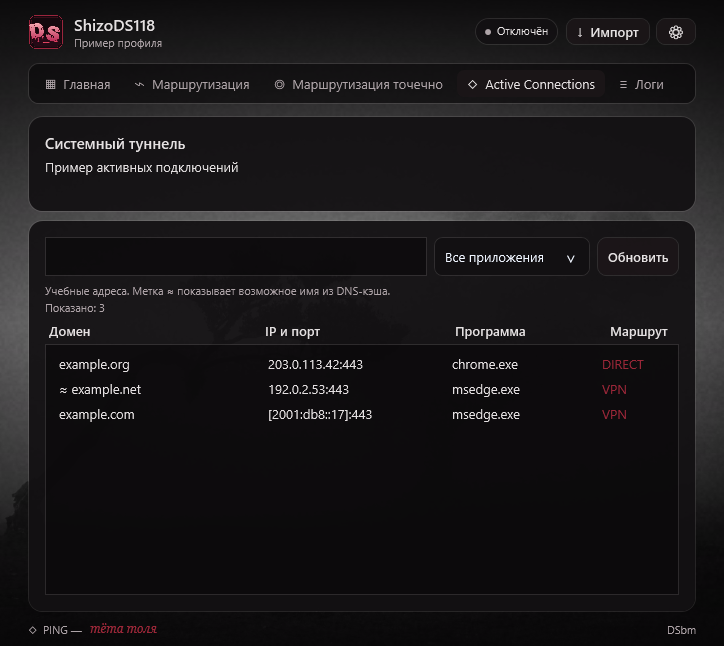 DS
ShizoDS118
Пример профиля
Отключён
Импорт
Главная
Маршрутизация
Маршрутизация точечно
Active Connections
Логи
Системный туннель
Пример активных подключений
Все приложения
Обновить
Учебные адреса. Метка ≈ показывает возможное имя из DNS-кэша.
Показано: 3
Домен IP и порт Программа Маршрут
example.org 203.0.113.42:443 chrome.exe DIRECT
≈ example.net 192.0.2.53:443 msedge.exe VPN
example.com [2001:db8::17]:443 msedge.exe VPN
PING — тёта толя
DSbm